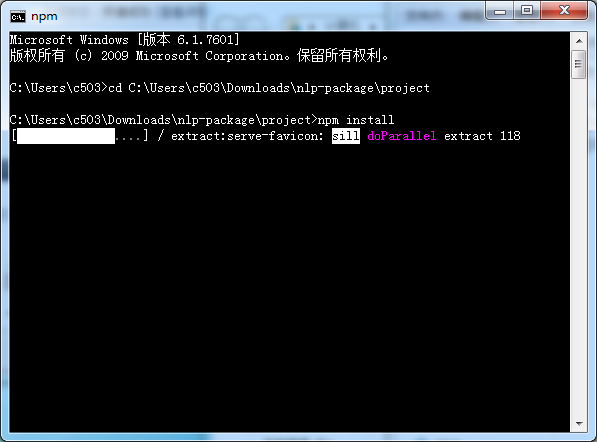 npm
Microsoft Windows [版本 6.1.7601]
版权所有 (c) 2009 Microsoft Corporation。保留所有权利。
C:\Users\c503>cd C:\Users\c503\Downloads\nlp-package\project
C:\Users\c503\Downloads\nlp-package\project>npm install
[ ....] / extract:serve-favicon: sill doParallel extract 118